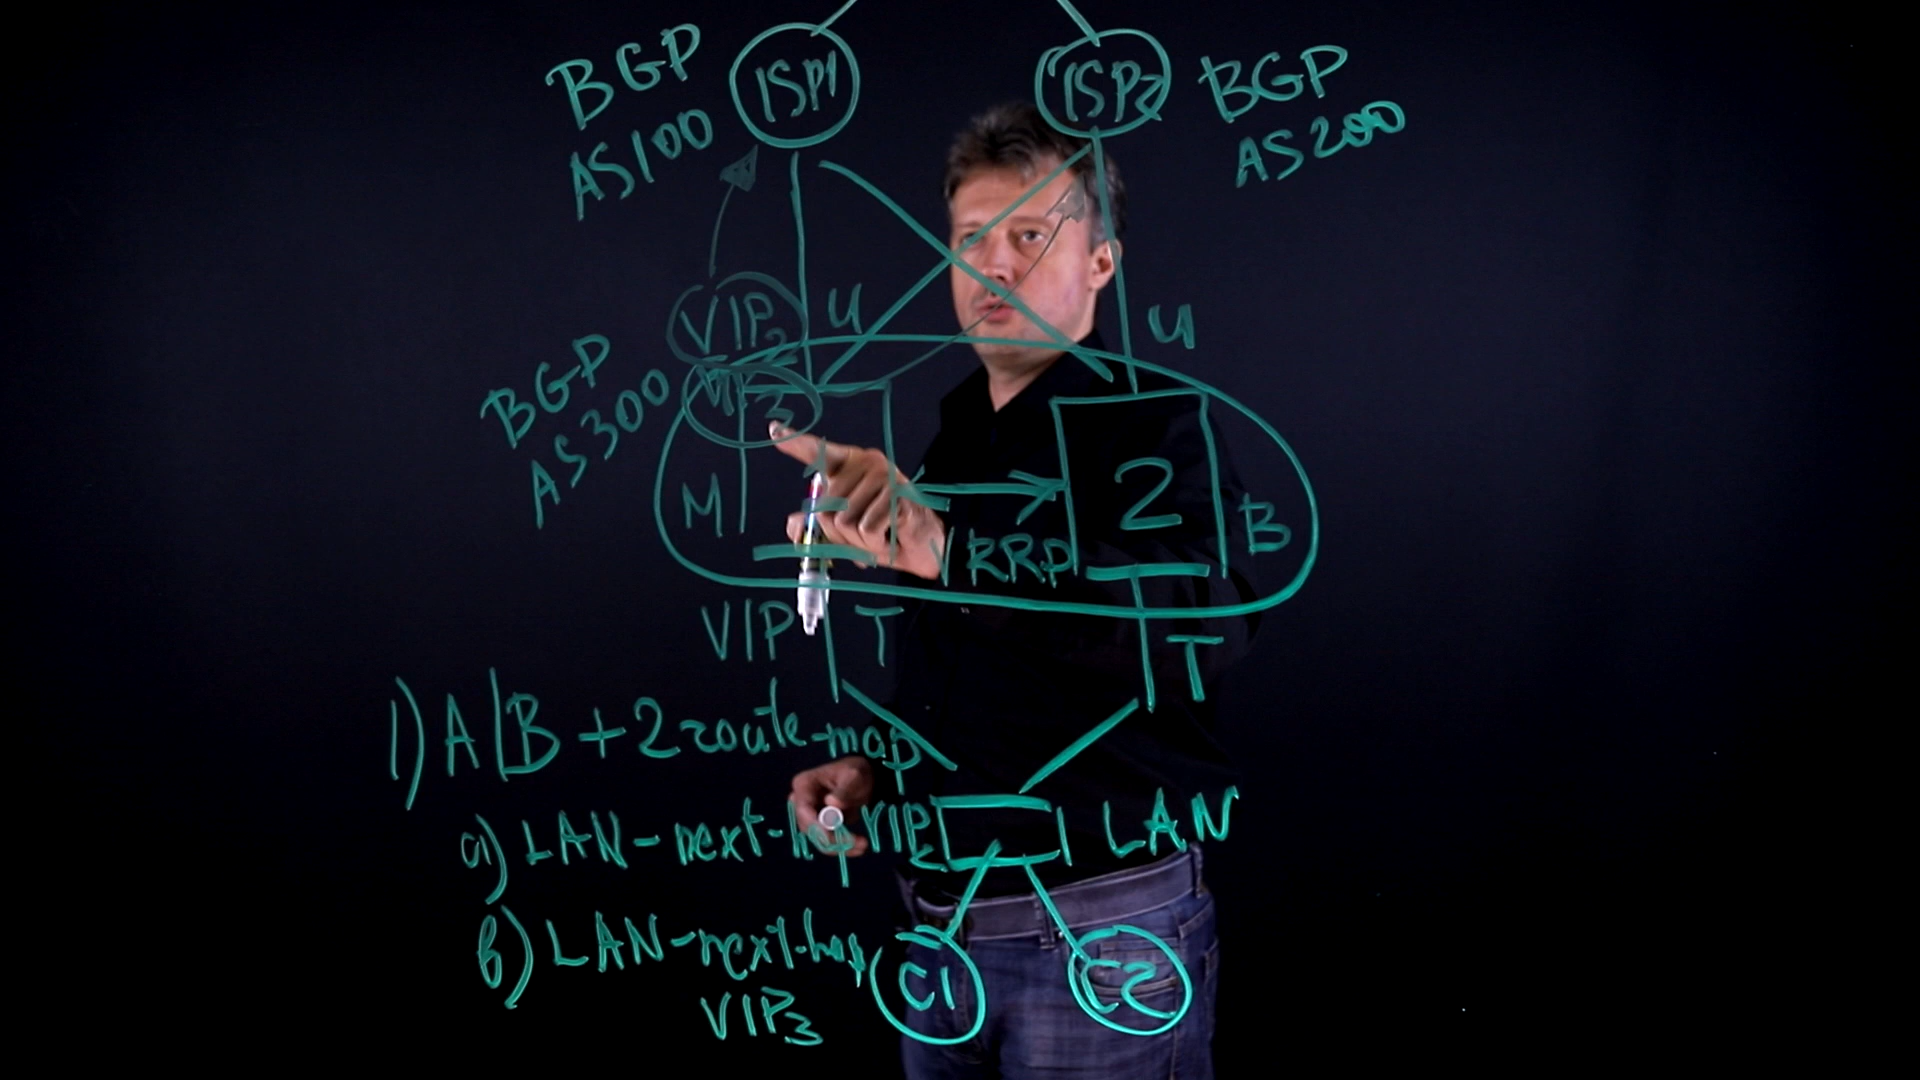 BGP
AS100
ISP1
ISP2
BGP
AS200
VIP2
U
U
BGP
AS300
VIP3
M
2
B
VRRP
VIP
T
T
1) A/B + 2 route-map
a) LAN-next-hop VIP2
LAN
b) LAN-next-hop
VIP3
C1
C2